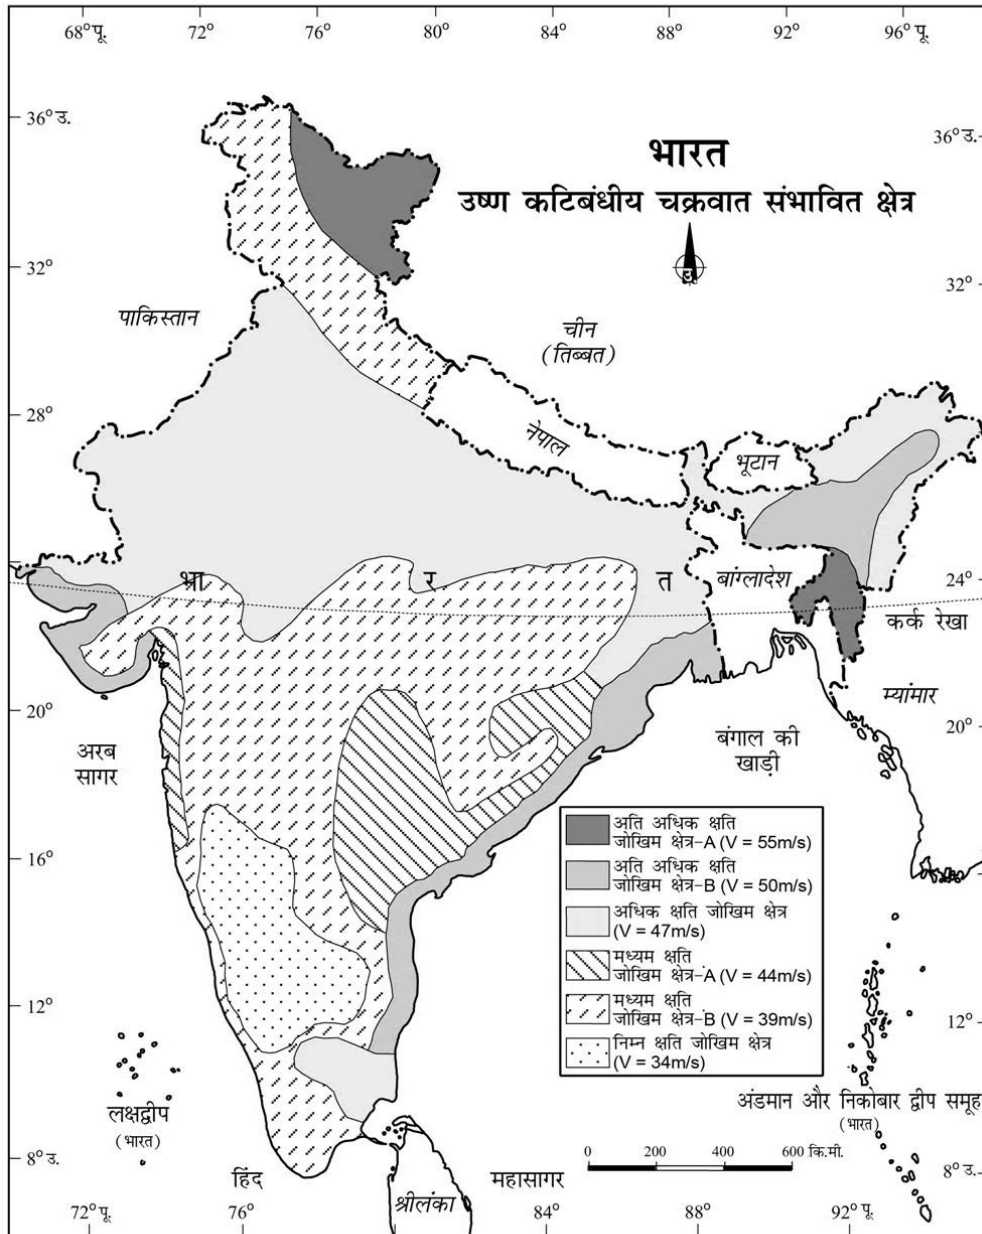 68° पू. 72° 76° 80° 84° 88° 92° 96° पू.
36° उ.
36° उ.
भारत
उष्ण कटिबंधीय चक्रवात संभावित क्षेत्र
उ.
32°
32°
पाकिस्तान
चीन
(तिब्बत)
28°
28°
नेपाल
भूटान
भा र त
बांग्लादेश
24°
24°
कर्क रेखा
म्यांमार
20°
20°
अरब
सागर
बंगाल की
खाड़ी
अति अधिक क्षति
जोखिम क्षेत्र-A (V = 55m/s)
अति अधिक क्षति
जोखिम क्षेत्र-B (V = 50m/s)
अधिक क्षति जोखिम क्षेत्र
(V = 47m/s)
मध्यम क्षति
जोखिम क्षेत्र-A (V = 44m/s)
मध्यम क्षति
जोखिम क्षेत्र-B (V = 39m/s)
निम्न क्षति जोखिम क्षेत्र
(V = 34m/s)
16°
12°
12°
लक्षद्वीप
(भारत)
अंडमान और निकोबार द्वीप समूह
(भारत)
0 200 400 600 कि.मी.
8° उ.
8° उ.
हिंद
महासागर
श्रीलंका
72° पू. 76° 84° 88° 92° पू.